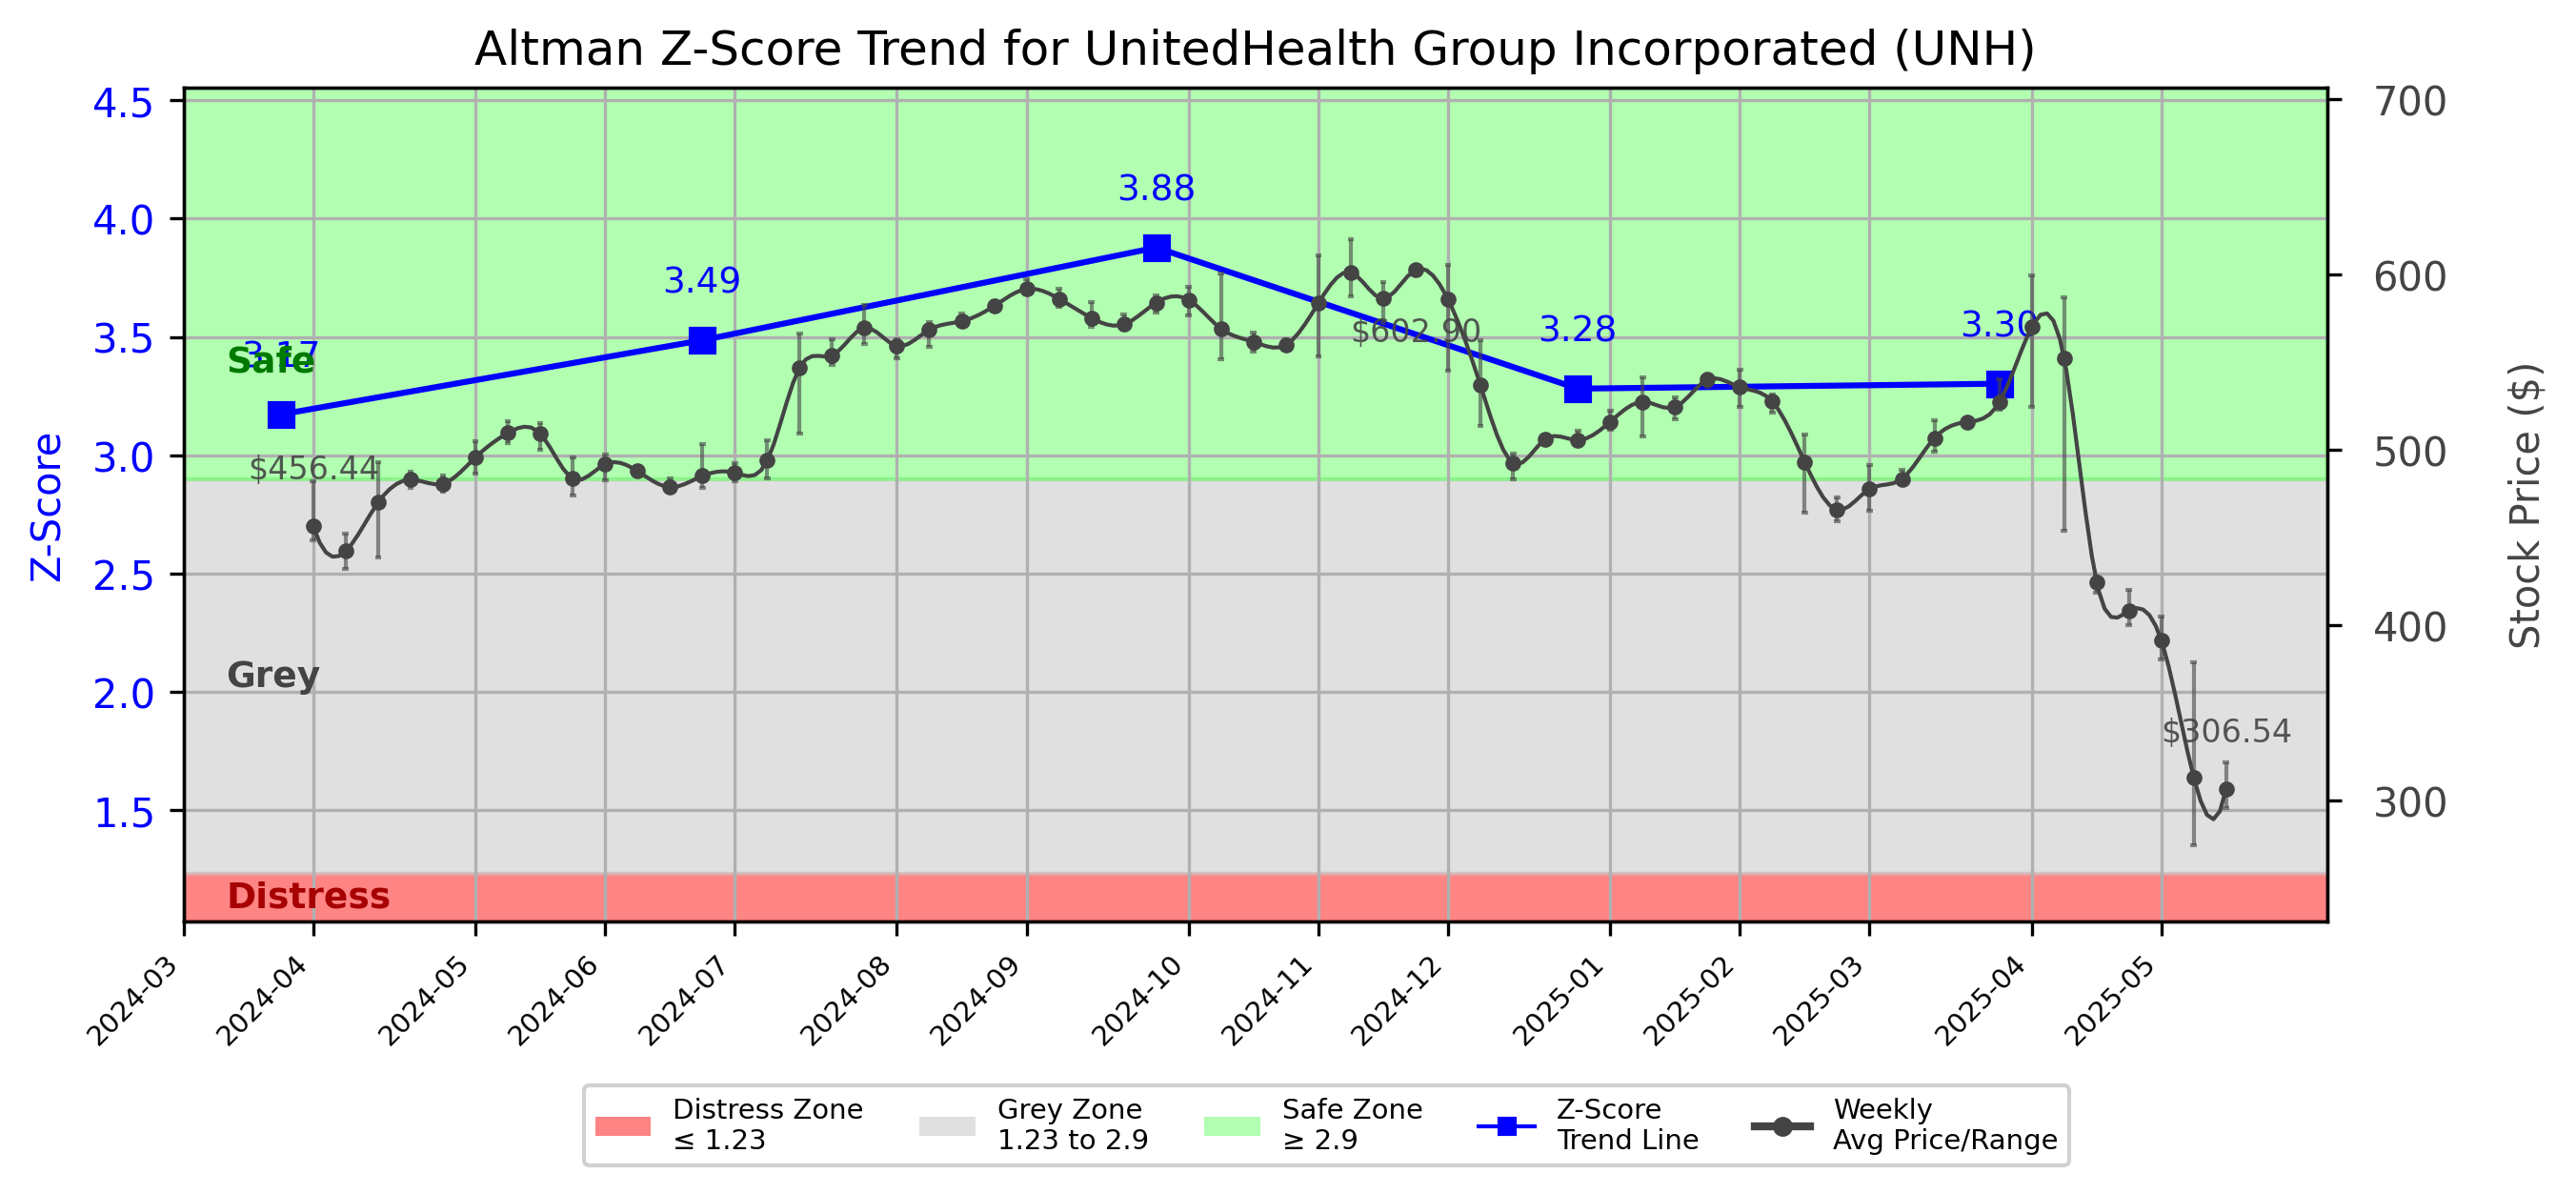 Altman Z-Score Trend for UnitedHealth Group Incorporated (UNH)
Z-Score
4.5
4.0
3.5
3.0
2.5
2.0
1.5
700
600
500
400
300
Stock Price ($)
3.17
3.49
3.88
3.28
3.30
Safe
Grey
Distress
$456.44
$602.90
$306.54
2024-03
2024-04
2024-05
2024-06
2024-07
2024-08
2024-09
2024-10
2024-11
2024-12
2025-01
2025-02
2025-03
2025-04
2025-05
Distress Zone
≤ 1.23
Grey Zone
1.23 to 2.9
Safe Zone
≥ 2.9
Z-Score
Trend Line
Weekly
Avg Price/Range